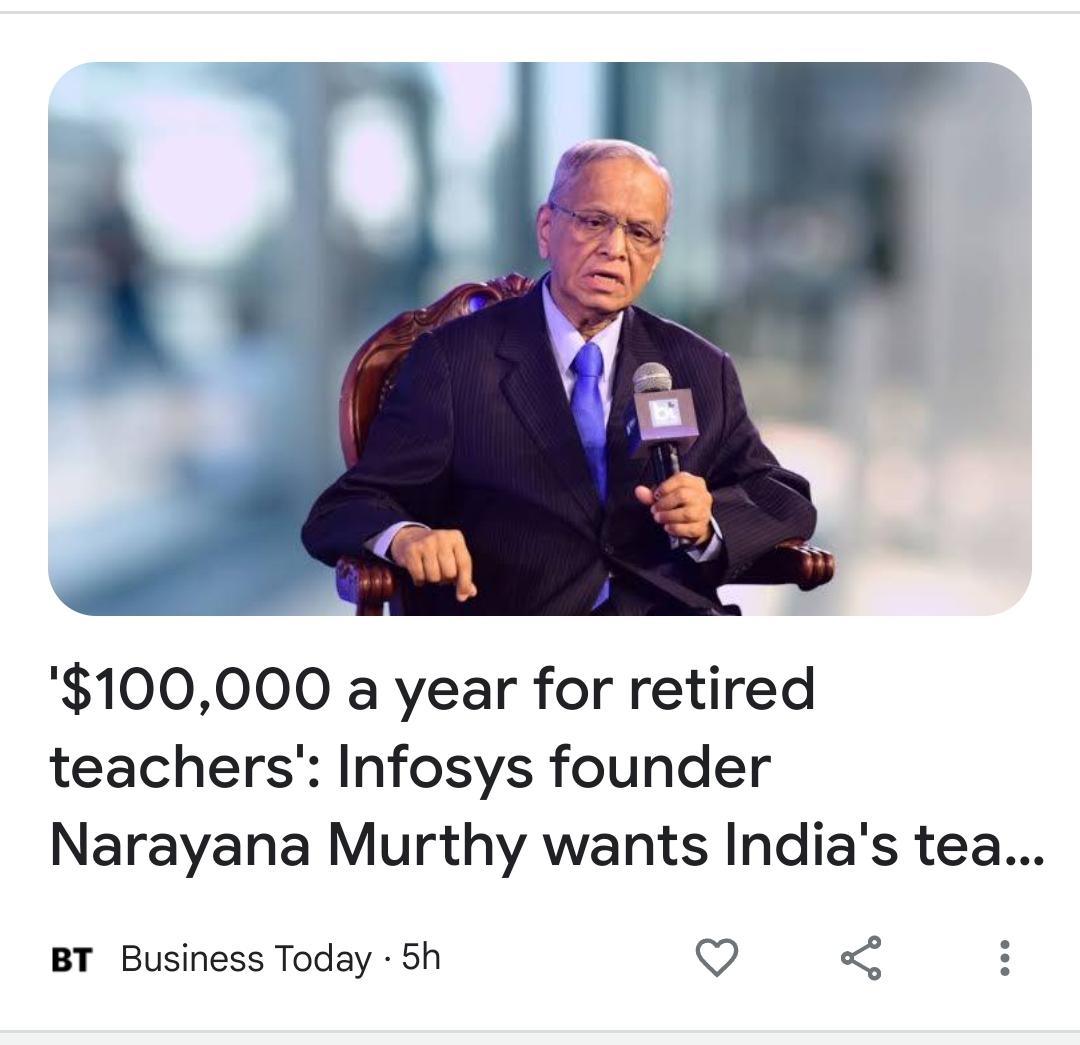 '$100,000 a year for retired
teachers': Infosys founder
Narayana Murthy wants India's tea...
BT Business Today · 5h